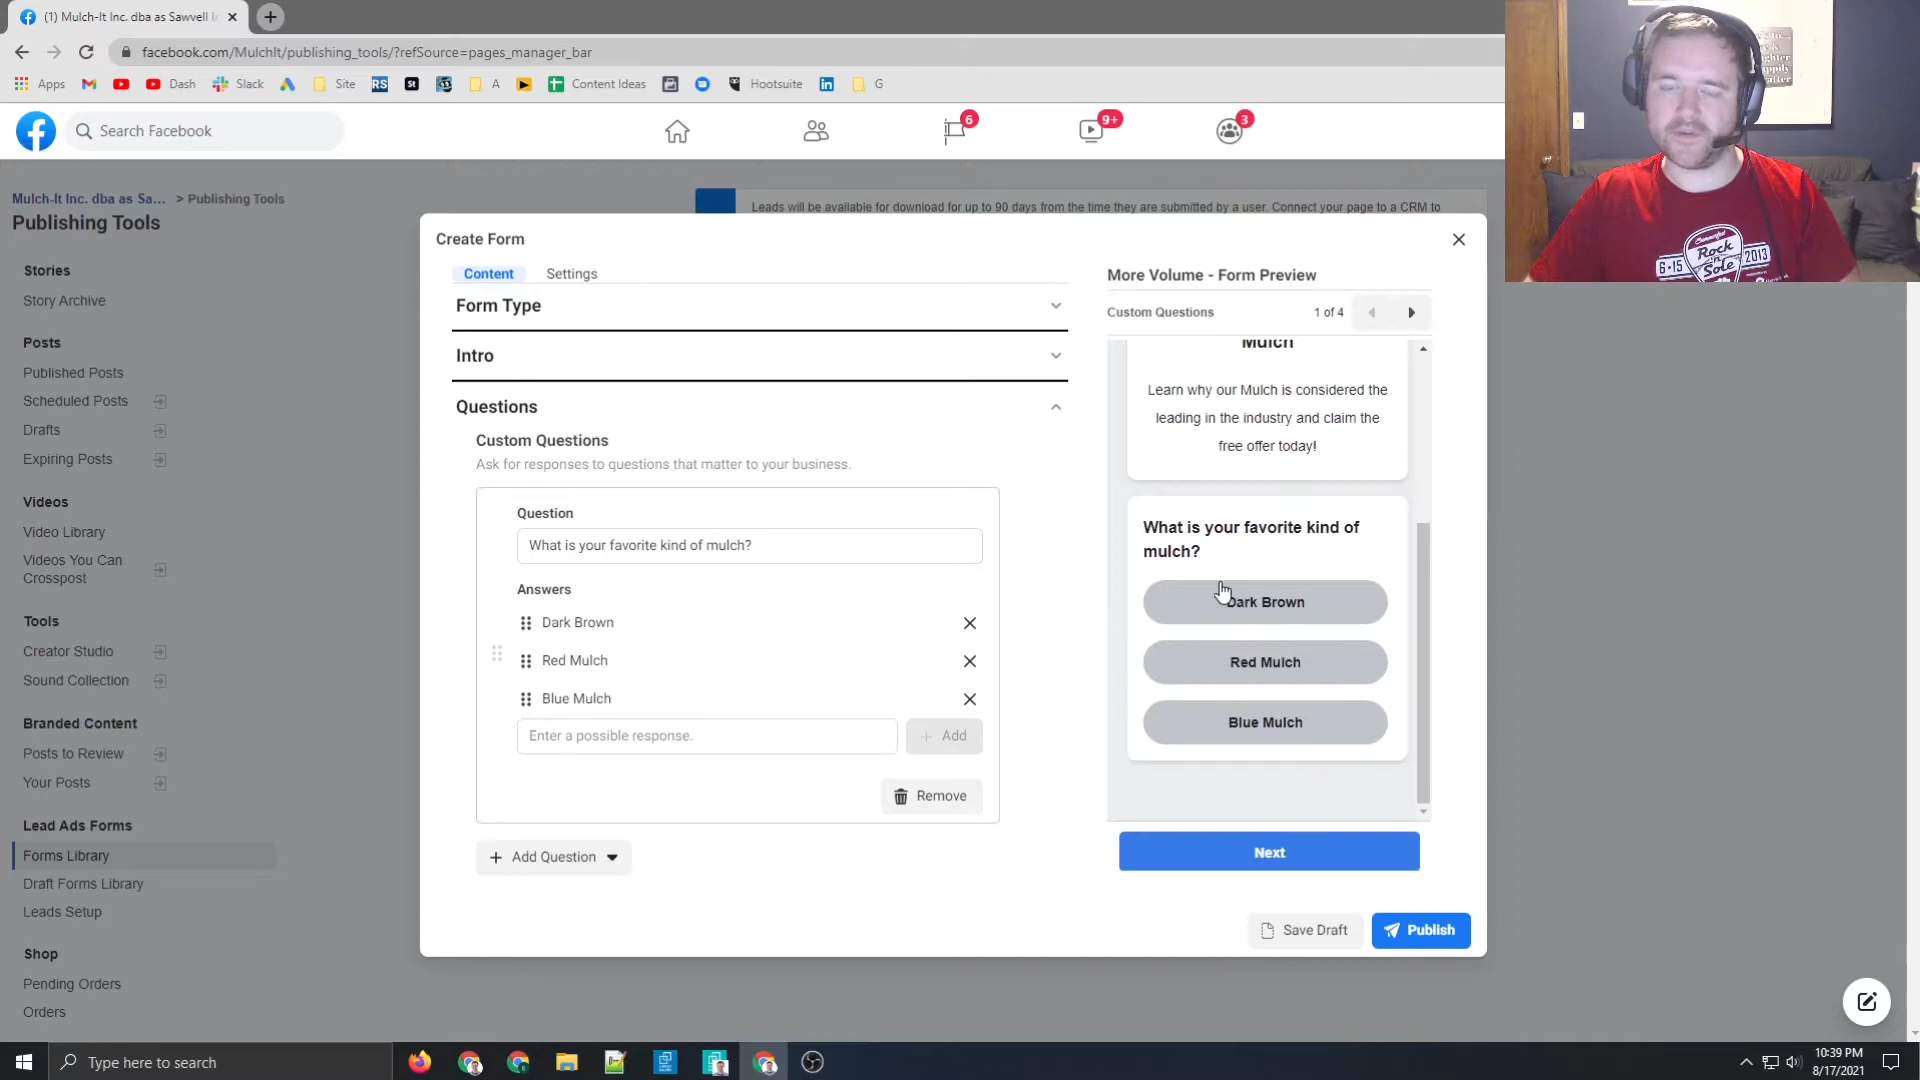 (1) Mulch-It Inc. dba as Sawvell In
facebook.com/MulchIt/publishing_tools/?refSource=pages_manager_bar
Apps
Dash
Slack
Site
RS
St
A
Content Ideas
Hootsuite
G
Search Facebook
6
9+
3
Mulch-It Inc. dba as Sa... > Publishing Tools
Publishing Tools
Stories
Story Archive
Posts
Published Posts
Scheduled Posts
Drafts
Expiring Posts
Videos
Video Library
Videos You Can
Crosspost
Tools
Creator Studio
Sound Collection
Branded Content
Posts to Review
Your Posts
Lead Ads Forms
Forms Library
Draft Forms Library
Leads Setup
Shop
Pending Orders
Orders
Leads will be available for download for up to 90 days from the time they are submitted by a user. Connect your page to a CRM to
Create Form
Content
Settings
Form Type
Intro
Questions
Custom Questions
Ask for responses to questions that matter to your business.
Question
What is your favorite kind of mulch?
Answers
Dark Brown
Red Mulch
Blue Mulch
Enter a possible response.
+ Add
Remove
+ Add Question
More Volume - Form Preview
Custom Questions
1 of 4
Mulch
Learn why our Mulch is considered the
leading in the industry and claim the
free offer today!
What is your favorite kind of
mulch?
Dark Brown
Red Mulch
Blue Mulch
Next
Save Draft
Publish
Rock
'n
Sole
6-15
2013
Type here to search
10:39 PM
8/17/2021